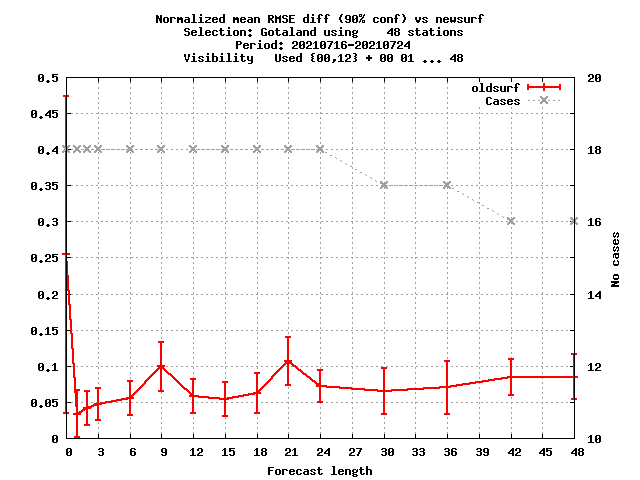 Normalized mean RMSE diff (90% conf) vs newsurf
Selection: Gotaland using    48 stations
Period: 20210716-20210724
Visibility   Used {00,12} + 00 01 ... 48
oldsurf
Cases
0.5
0.45
0.4
0.35
0.3
0.25
0.2
0.15
0.1
0.05
0
20
18
16
14
12
10
No cases
0 3 6 9 12 15 18 21 24 27 30 33 36 39 42 45 48
Forecast length